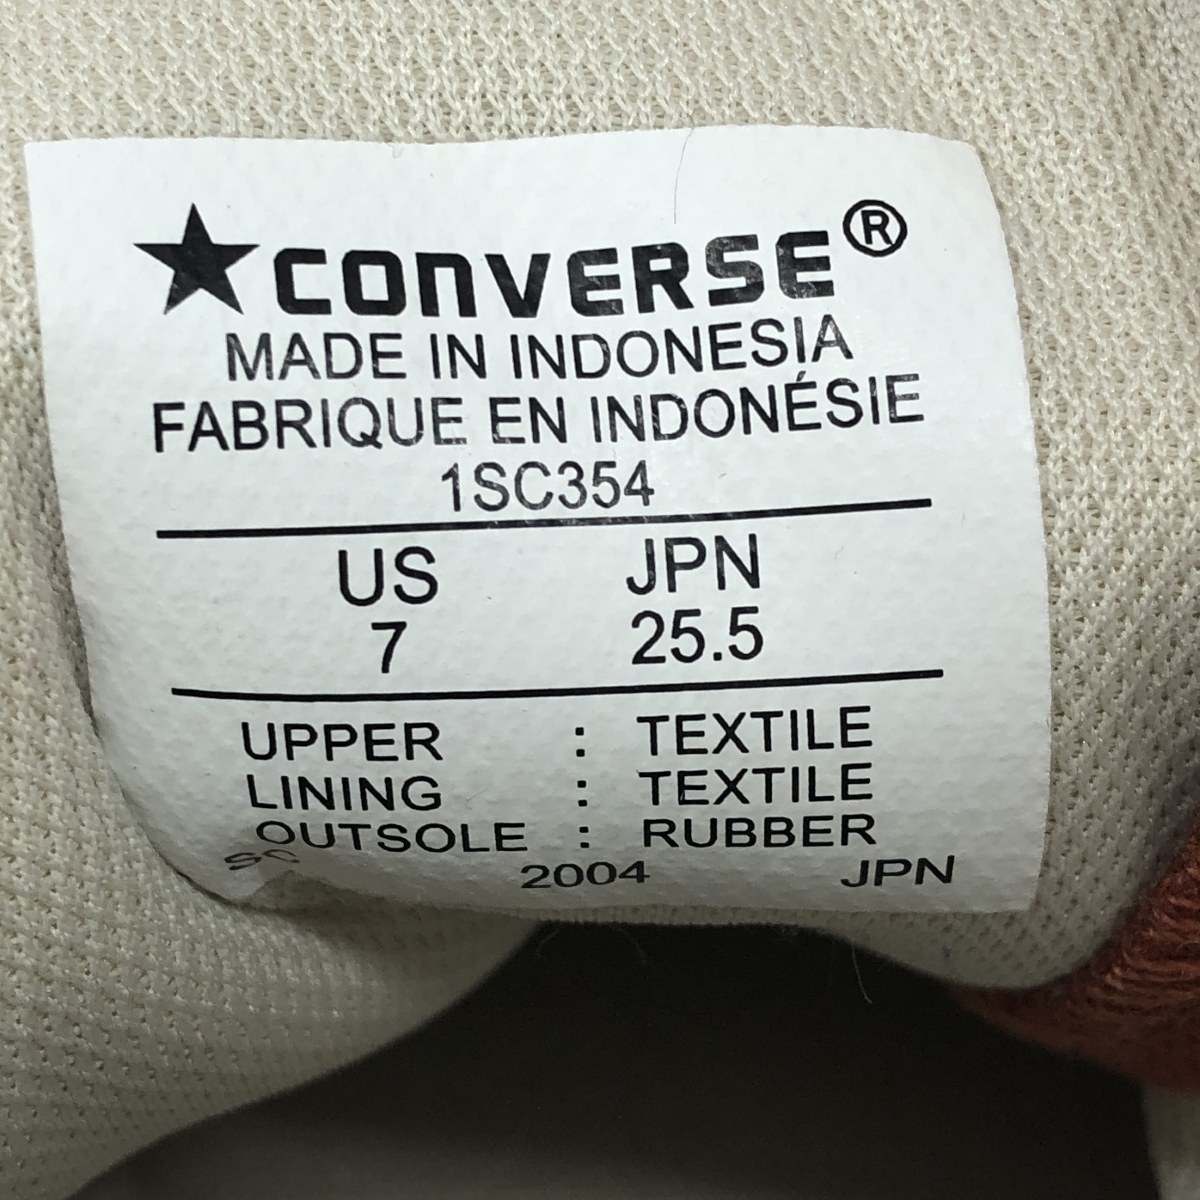 ★CONVERSE®
MADE IN INDONESIA
FABRIQUE EN INDONÉSIE
1SC354
US JPN
7 25.5
UPPER : TEXTILE
LINING : TEXTILE
OUTSOLE : RUBBER
SC 2004 JPN